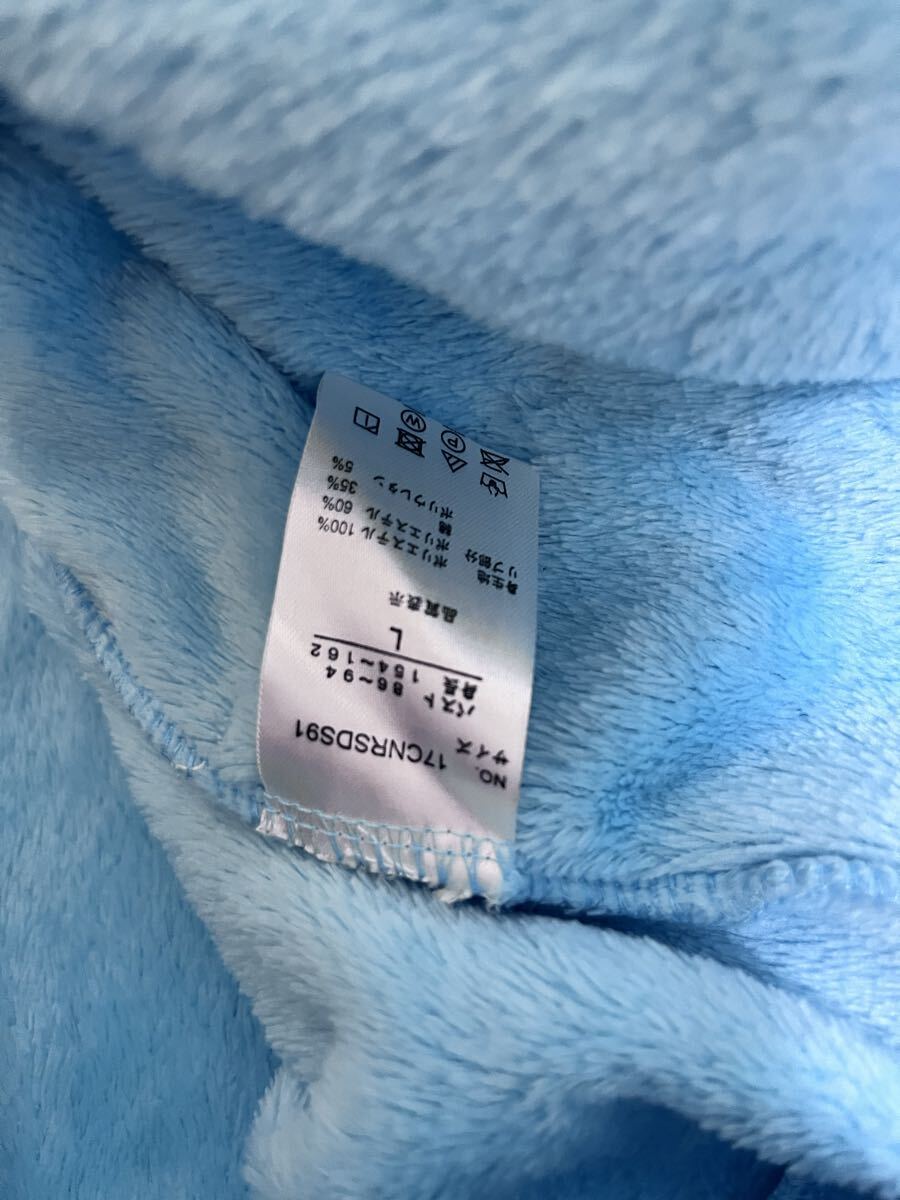 NO. 17CNRSDS91
サイズ
バスト 86〜94
身長 154〜162
L
品質表示
身生地 ポリエステル 100%
リブ部分 ポリエステル 60%
綿 35%
ポリウレタン 5%